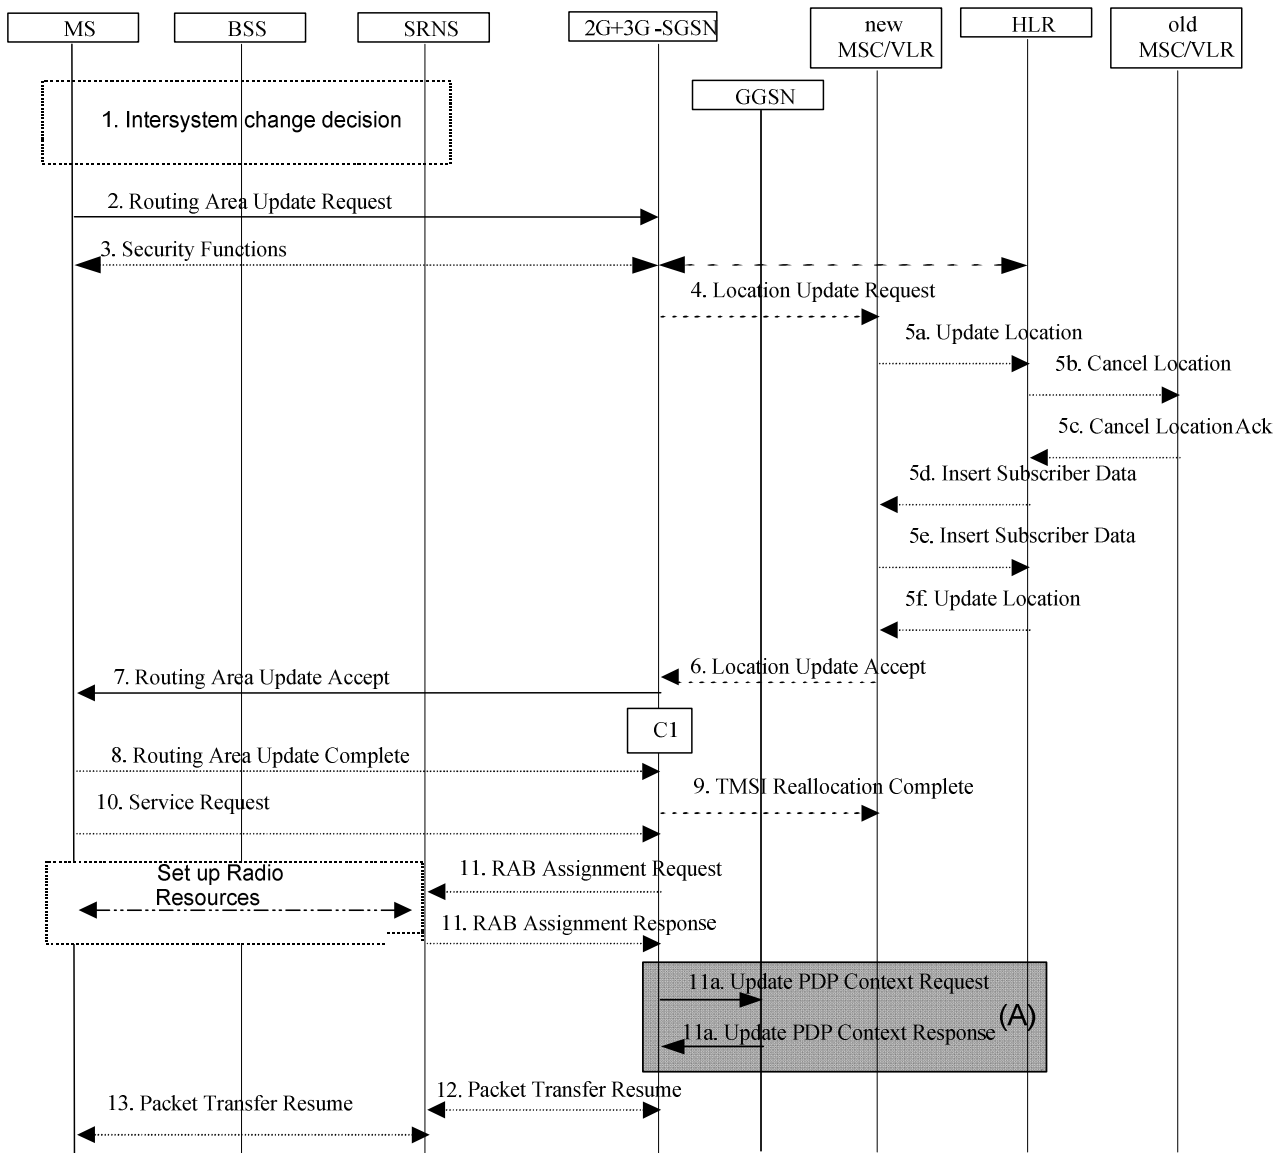 MS
BSS
SRNS
2G+3G-SGSN
new
MSC/VLR
HLR
old
MSC/VLR
GGSN
1. Intersystem change decision
2. Routing Area Update Request
3. Security Functions
4. Location Update Request
5a. Update Location
5b. Cancel Location
5c. Cancel Location Ack
5d. Insert Subscriber Data
5e. Insert Subscriber Data
5f. Update Location
6. Location Update Accept
7. Routing Area Update Accept
C1
8. Routing Area Update Complete
9. TMSI Reallocation Complete
10. Service Request
11. RAB Assignment Request
Set up Radio
Resources
11. RAB Assignment Response
11a. Update PDP Context Request
(A)
11a. Update PDP Context Response
12. Packet Transfer Resume
13. Packet Transfer Resume